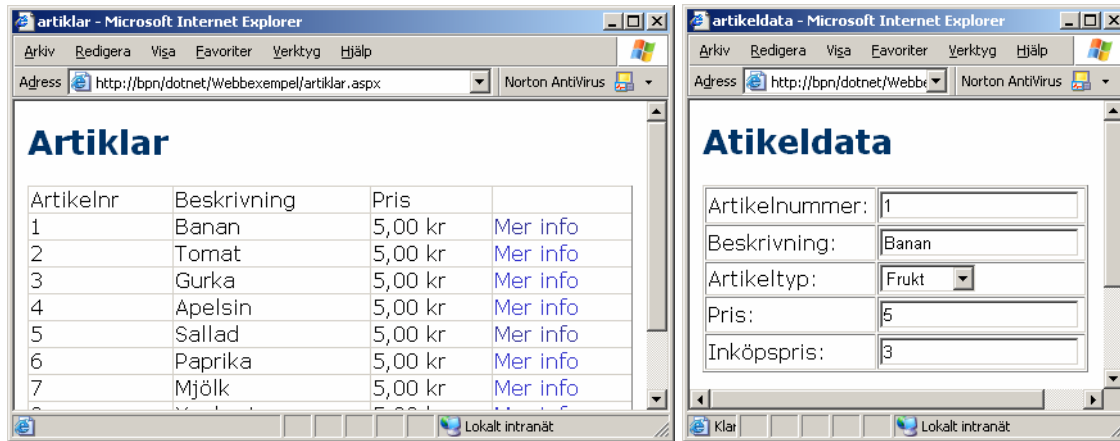 artiklar - Microsoft Internet Explorer
Arkiv Redigera Visa Favoriter Verktyg Hjälp
Adress http://bpn/dotnet/Webbexempel/artiklar.aspx Norton AntiVirus
Artiklar
Artikelnr Beskrivning Pris
1 Banan 5,00 kr Mer info
2 Tomat 5,00 kr Mer info
3 Gurka 5,00 kr Mer info
4 Apelsin 5,00 kr Mer info
5 Sallad 5,00 kr Mer info
6 Paprika 5,00 kr Mer info
7 Mjölk 5,00 kr Mer info
Lokalt intranät
artikeldata - Microsoft Internet Explorer
Arkiv Redigera Visa Favoriter Verktyg Hjälp
Adress http://bpn/dotnet/Webbe Norton AntiVirus
Atikeldata
Artikelnummer: 1
Beskrivning: Banan
Artikeltyp: Frukt
Pris: 5
Inköpspris: 3
Klar Lokalt intranät